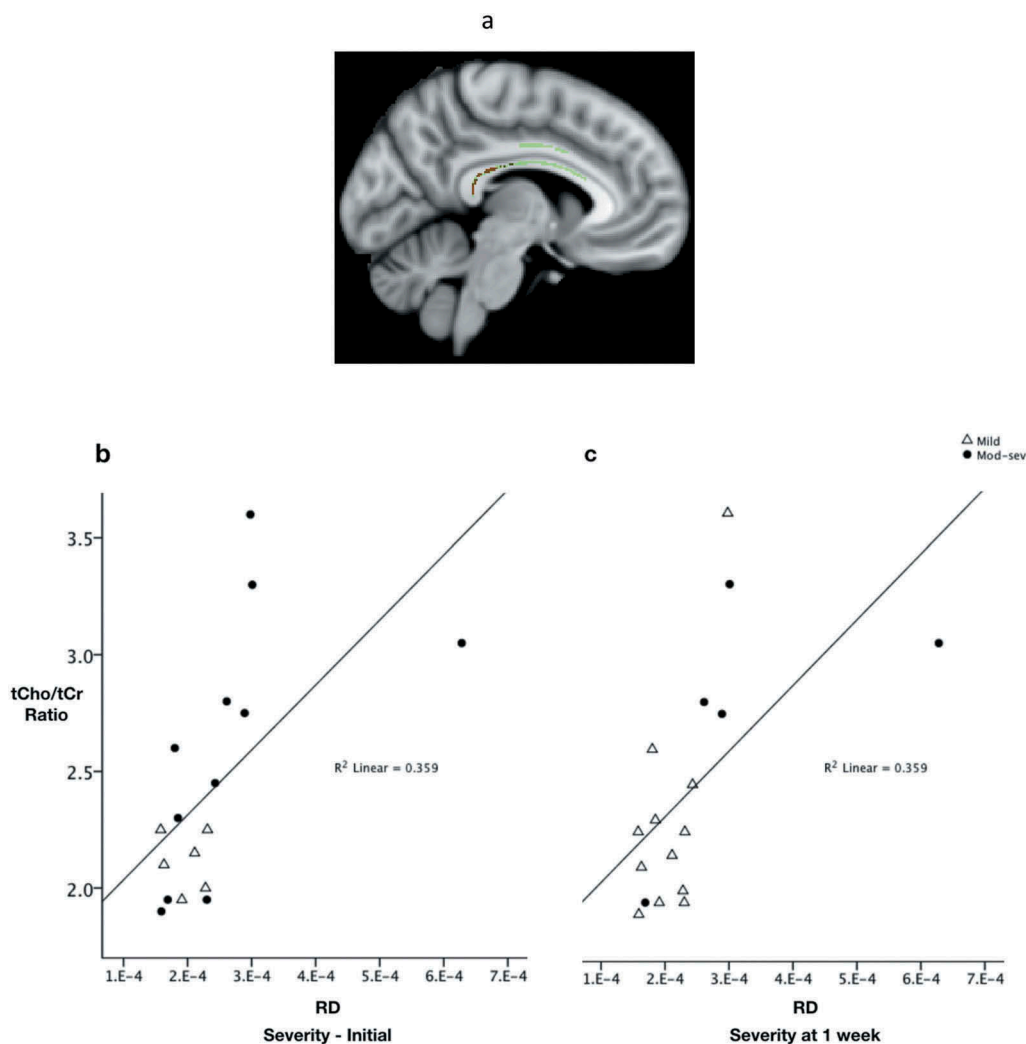 a
b
c
Mild
Mod-sev
3.5
3.0
2.5
2.0
tCho/tCr
Ratio
R² Linear = 0.359
R² Linear = 0.359
1.E-4 2.E-4 3.E-4 4.E-4 5.E-4 6.E-4 7.E-4
1.E-4 2.E-4 3.E-4 4.E-4 5.E-4 6.E-4 7.E-4
RD
Severity - Initial
RD
Severity at 1 week